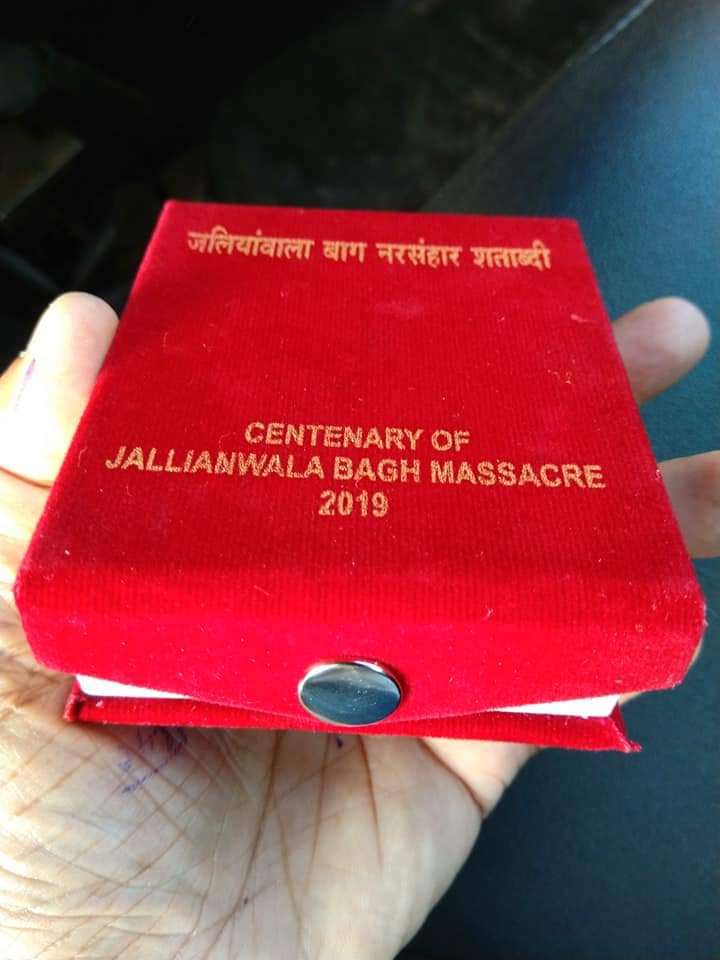 जलियांवाला बाग नरसंहार शताब्दी
CENTENARY OF
JALLIANWALA BAGH MASSACRE
2019